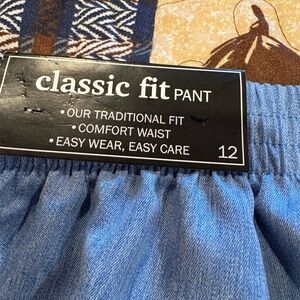 classic fit PANT
• OUR TRADITIONAL FIT
• COMFORT WAIST
• EASY WEAR, EASY CARE
12